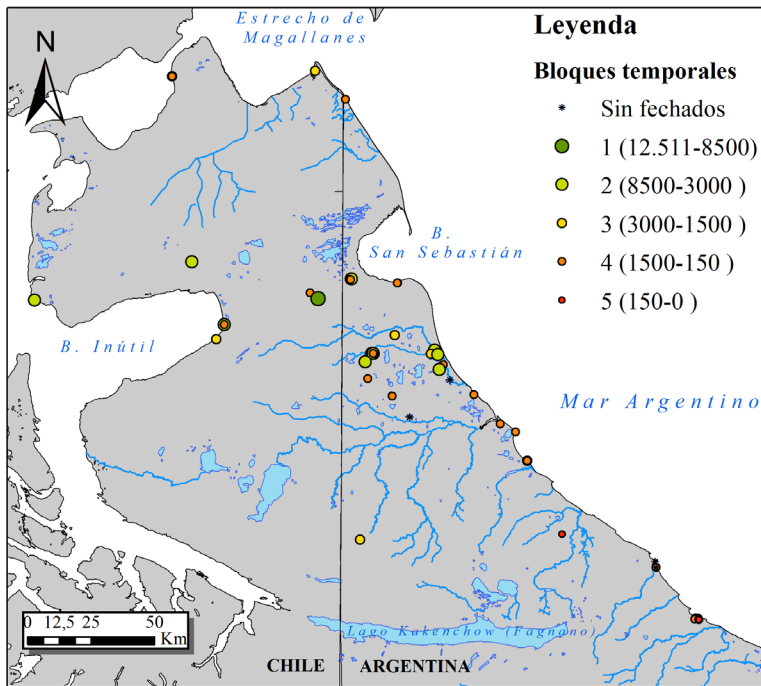 Estrecho de
Magallanes
Leyenda
Bloques temporales
Sin fechados
1 (12.511-8500)
2 (8500-3000 )
3 (3000-1500)
4 (1500-150 )
5 (150-0 )
N
B.
San Sebastián
B. Inútil
Mar Argentino
0 12,5 25 50
Km
Lago Kakenchow (Fagnano)
CHILE ARGENTINA